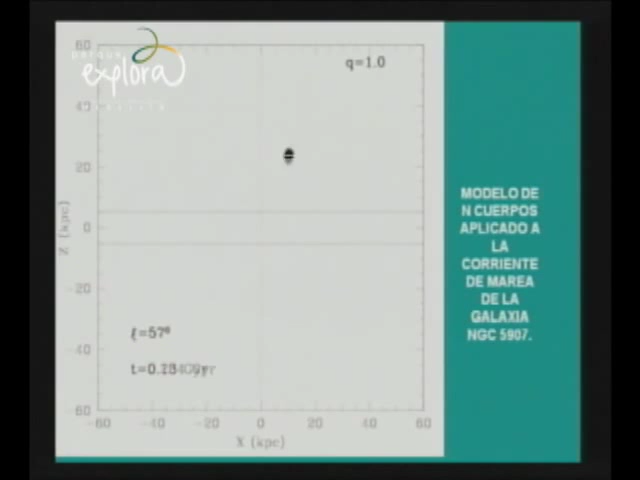 parque
explora
60
q=1.0
40
20
0
-20
-40
-60
Z (kpc)
-60
-40
-20
0
20
40
60
X (kpc)
MODELO DE
N CUERPOS
APLICADO A
LA
CORRIENTE
DE MAREA
DE LA
GALAXIA
NGC 5907.